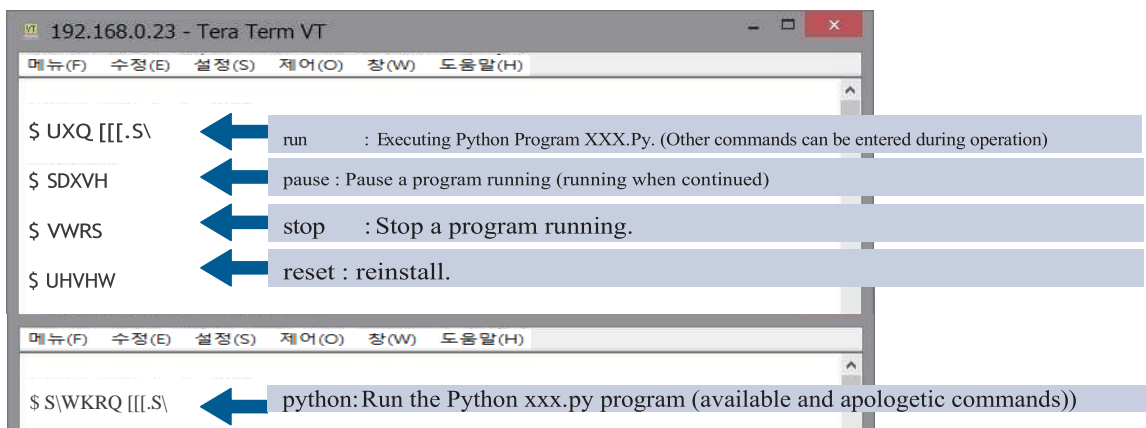 192.168.0.23 - Tera Term VT
메뉴(F) 수정(E) 설정(S) 제어(O) 창(W) 도움말(H)
$ UXQ [[[.S\
run : Executing Python Program XXX.Py. (Other commands can be entered during operation)
$ SDXVH
pause : Pause a program running (running when continued)
$ VWRS
stop : Stop a program running.
$ UHVHW
reset : reinstall.
메뉴(F) 수정(E) 설정(S) 제어(O) 창(W) 도움말(H)
$ S\WKRQ [[[.S\
python:Run the Python xxx.py program (available and apologetic commands))